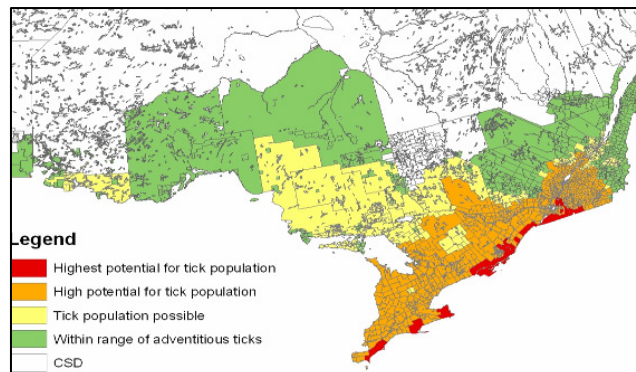 Legend
Highest potential for tick population
High potential for tick population
Tick population possible
Within range of adventitious ticks
CSD